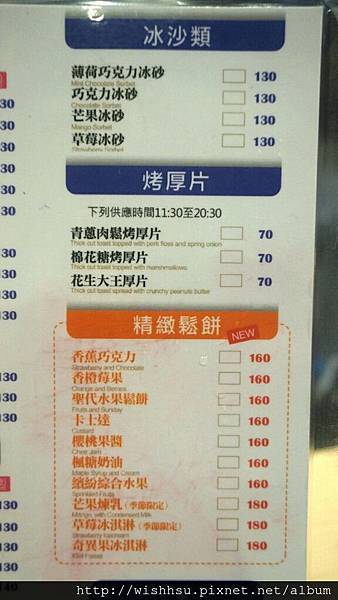 冰沙類
薄荷巧克力冰砂 130
Mint Chocolate Sorbet
巧克力冰砂 130
Chocolate Sorbet
芒果冰砂 130
Mango Sorbet
草莓冰砂 130
Strawberry Sorbet
烤厚片
下列供應時間11:30至20:30
青蔥肉鬆烤厚片 70
Thick cut toast topped with pork floss and spring onion
棉花糖烤厚片 70
Thick cut toast topped with marshmallows
花生大王厚片 70
Thick cut toast spread with crunchy peanuts butter
精緻鬆餅
NEW
香蕉巧克力 160
Strawberry and Chocolate
香橙莓果 160
Orange and Berries
聖代水果鬆餅 160
Fruits and Sunday
卡士達 160
Custard
櫻桃果醬 160
Cherr Jam
楓糖奶油 160
Maple Syrup and Cream
繽紛綜合水果 160
Sprinkled Fruits
芒果煉乳(季節限定) 180
Mango with Condensed Milk
草莓冰淇淋(季節限定) 180
Strawberry Icecream
奇異果冰淇淋 180
Kiwi
130
130
130
130
140
http://wishhsu.pixnet.net/album